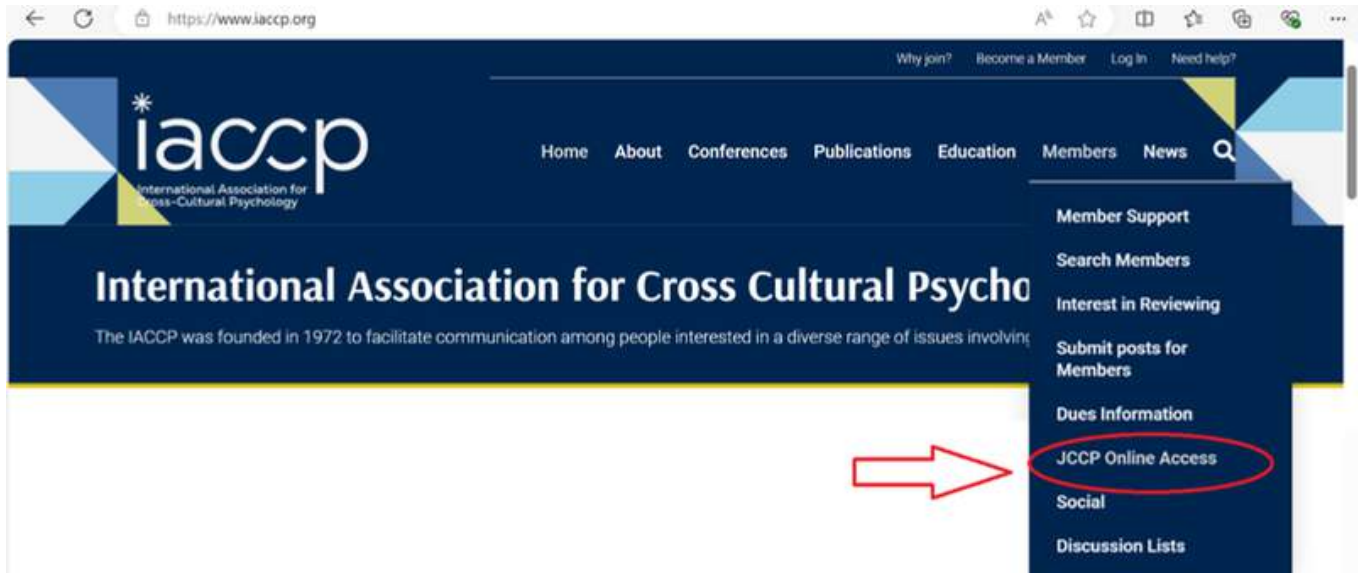 https://www.iaccp.org
Why join? Become a Member Log In Need help?
iaccp
International Association for
Cross-Cultural Psychology
Home About Conferences Publications Education Members News
Member Support
Search Members
International Association for Cross Cultural Psycho
Interest in Reviewing
The IACCP was founded in 1972 to facilitate communication among people interested in a diverse range of issues involving
Submit posts for
Members
Dues Information
JCCP Online Access
Social
Discussion Lists